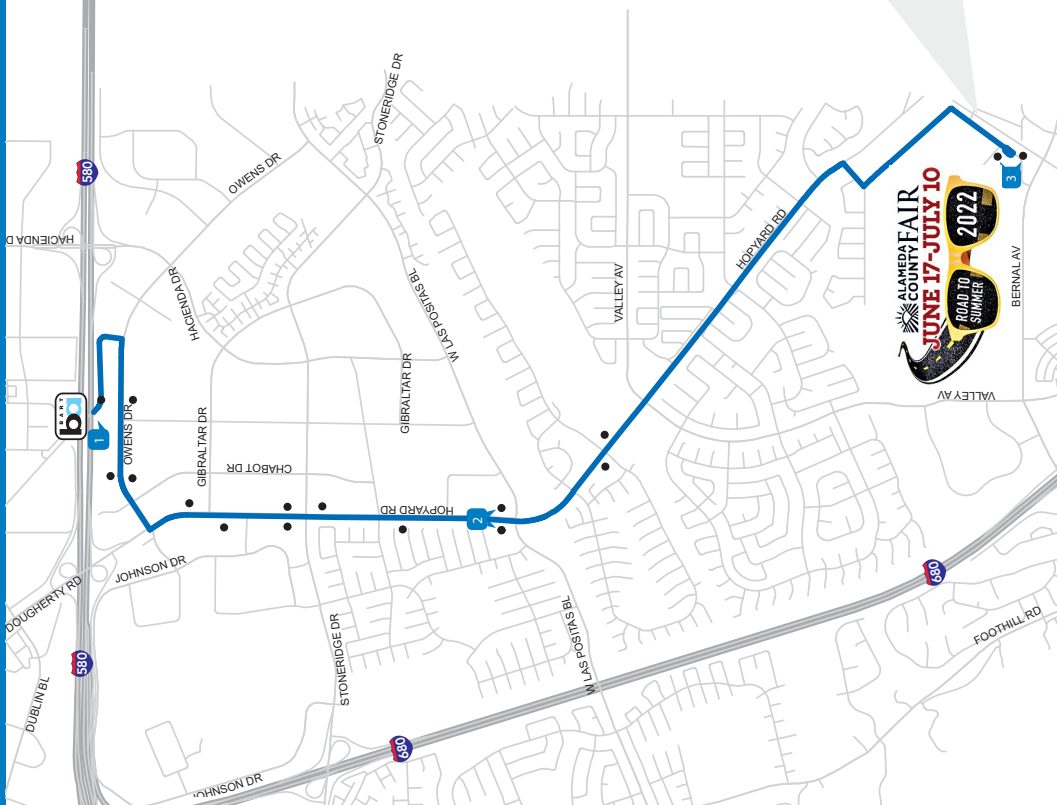 HACIENDA D
580
OWENS DR
STONERIDGE DR
HACIENDA DR
W LAS POSITAS BL
VALLEY AV
HOPYARD RD
ALAMEDA
COUNTY FAIR
JUNE 17-JULY 10
ROAD TO
SUMMER
2022
3
BERNAL AV
VALLEY AV
BART
ba
1
OWENS DR
GIBRALTAR DR
GIBRALTAR DR
CHABOT DR
HOPYARD RD
2
DOUGHERTY RD
JOHNSON DR
580
DUBLIN BL
STONERIDGE DR
W LAS POSITAS BL
680
FOOTHILL RD
680
JOHNSON DR